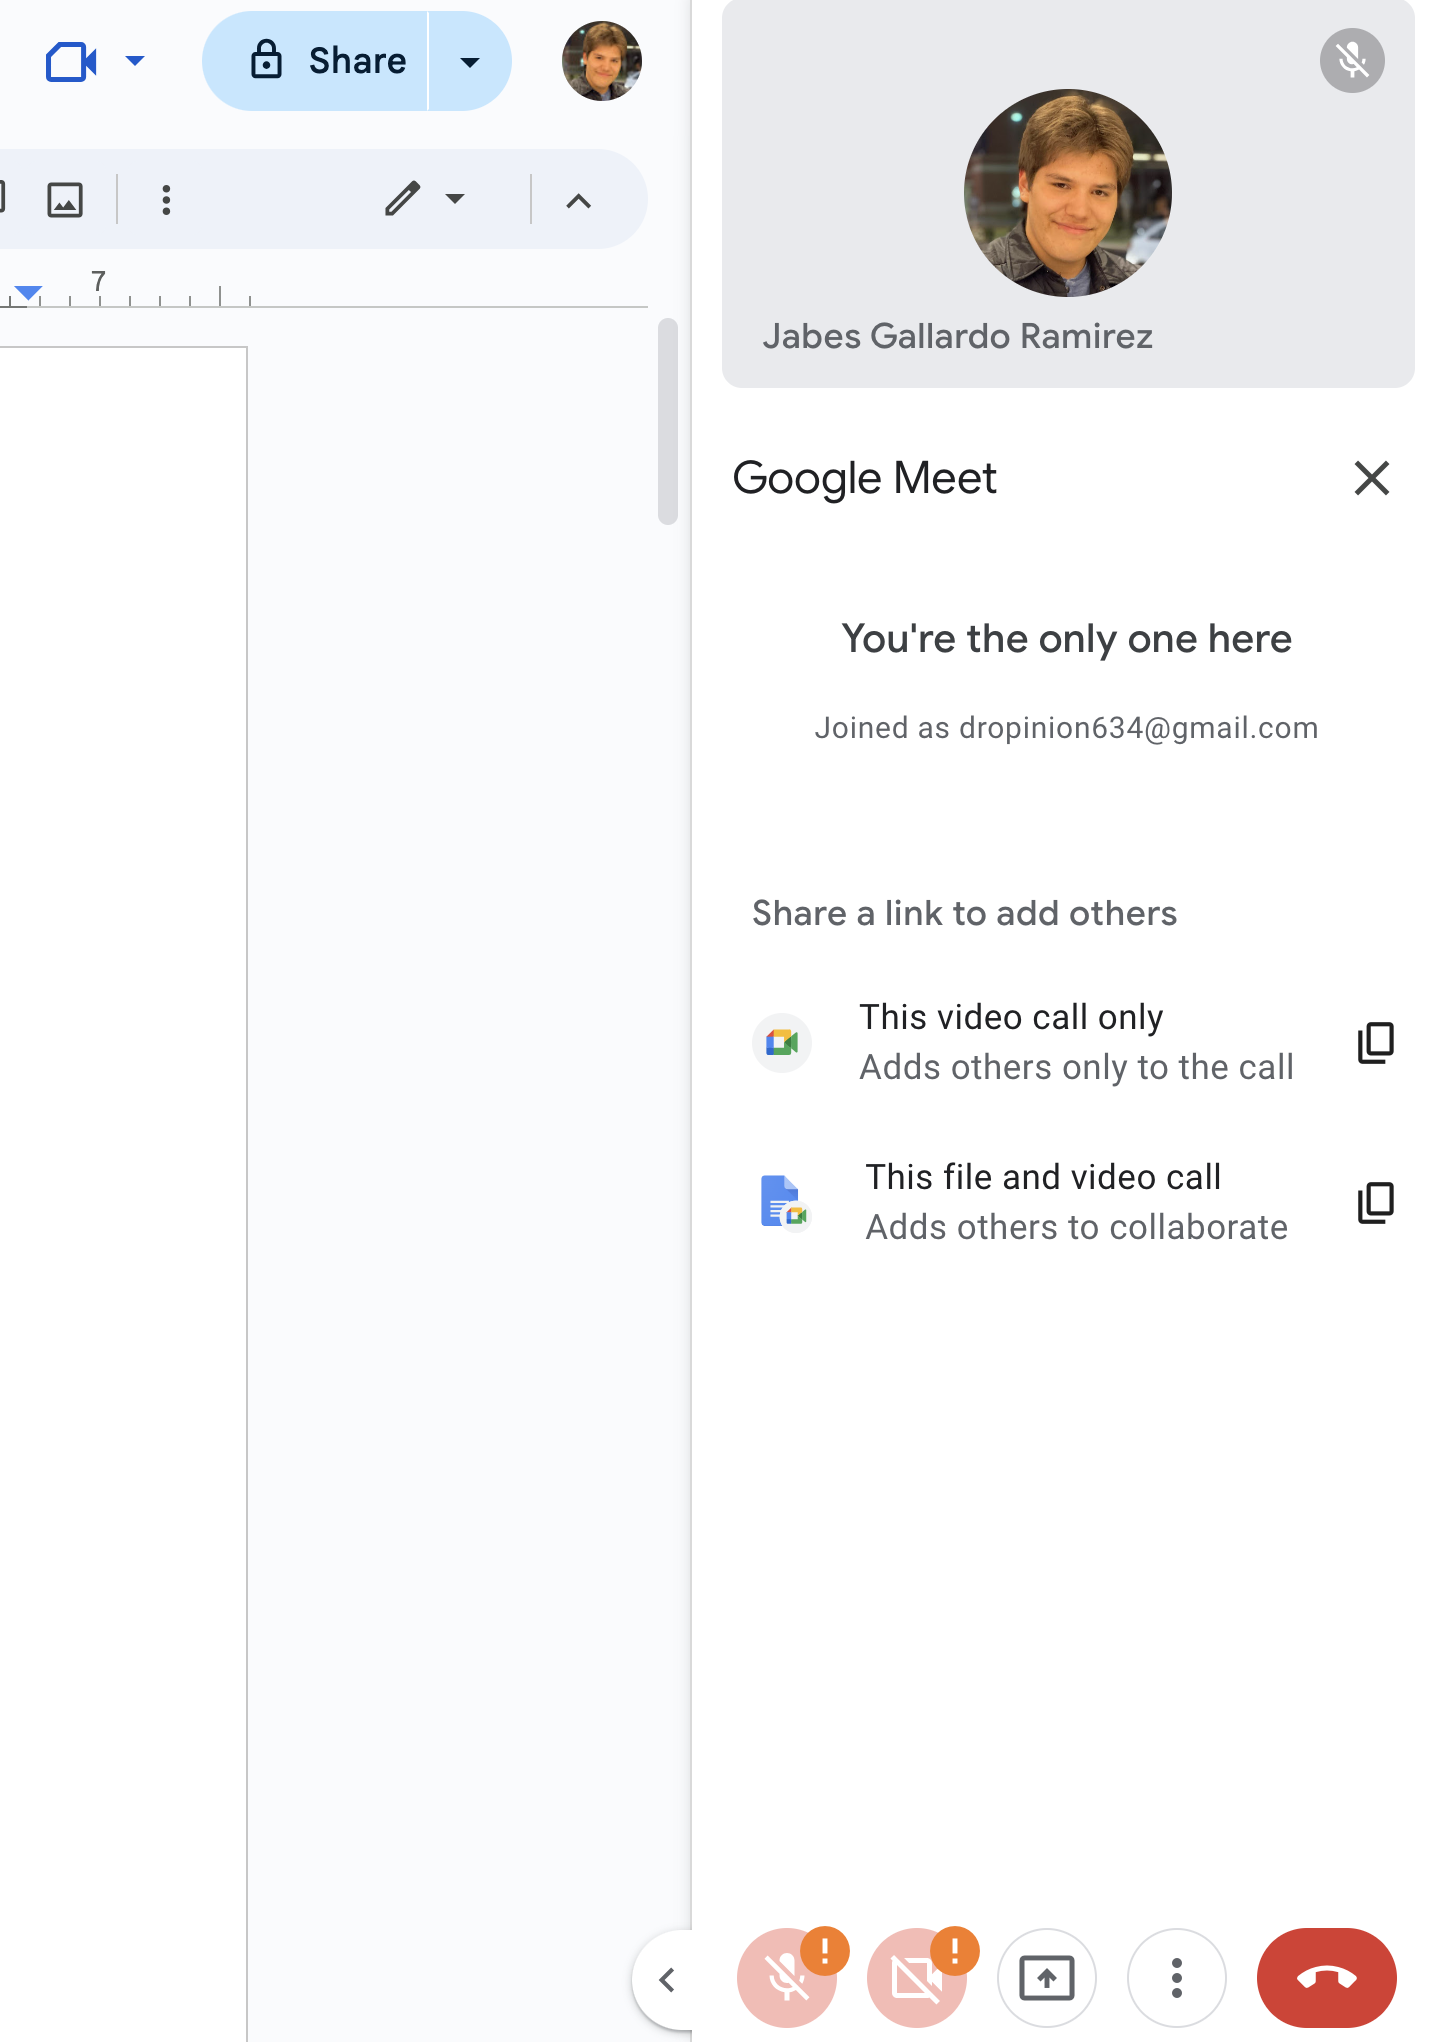 Share
7
Jabes Gallardo Ramirez
Google Meet
You're the only one here
Joined as dropinion634@gmail.com
Share a link to add others
This video call only
Adds others only to the call
This file and video call
Adds others to collaborate